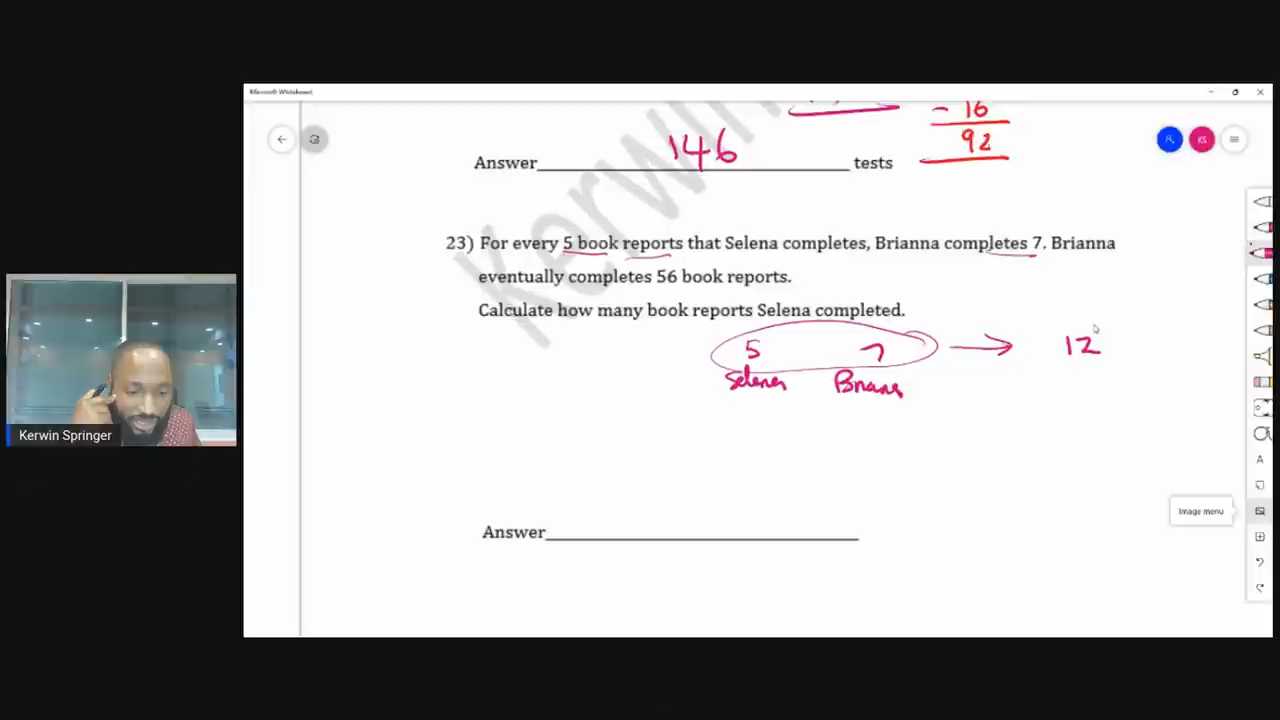 Microsoft Whiteboard
- 16
92
Answer 146 tests
Kerwin
23) For every 5 book reports that Selena completes, Brianna completes 7. Brianna
eventually completes 56 book reports.
Calculate how many book reports Selena completed.
5 7 → 12
Selena Briana
Kerwin Springer
KS
A
Image menu
Answer